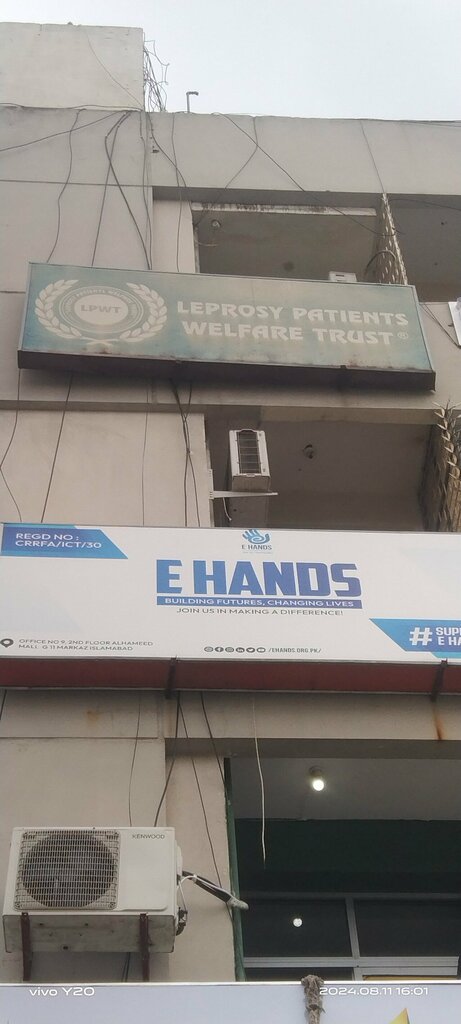 LPWT
LEPROSY PATIENTS
WELFARE TRUST ®
REGD NO :
CRRFA/ICT/30
E HANDS
E HANDS
BUILDING FUTURES, CHANGING LIVES
JOIN US IN MAKING A DIFFERENCE!
OFFICE NO 9, 2ND FLOOR ALHAMEED
MALL G 11 MARKAZ ISLAMABAD
/EHANDS.ORG.PK/
# SUP
E HA
KENWOOD
vivo Y20
2024.08.11 16:01